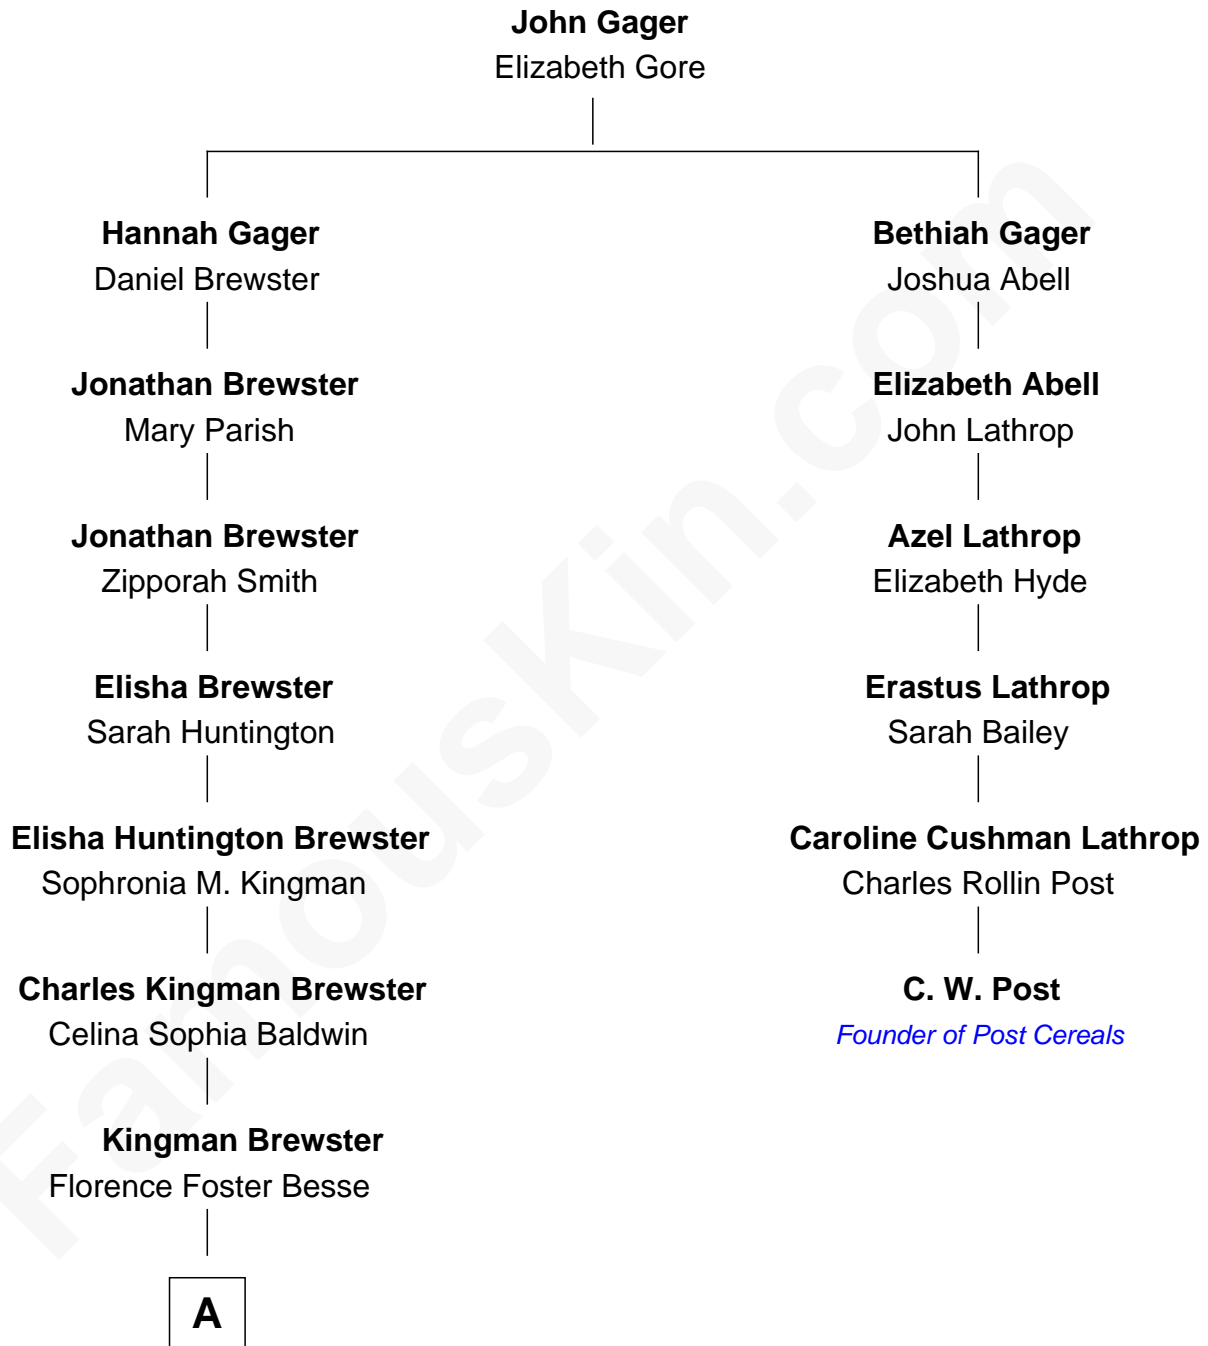 John Gager
Elizabeth Gore
Hannah Gager
Daniel Brewster
Jonathan Brewster
Mary Parish
Jonathan Brewster
Zipporah Smith
Elisha Brewster
Sarah Huntington
Elisha Huntington Brewster
Sophronia M. Kingman
Charles Kingman Brewster
Celina Sophia Baldwin
Kingman Brewster
Florence Foster Besse
A
Bethiah Gager
Joshua Abell
Elizabeth Abell
John Lathrop
Azel Lathrop
Elizabeth Hyde
Erastus Lathrop
Sarah Bailey
Caroline Cushman Lathrop
Charles Rollin Post
C. W. Post
Founder of Post Cereals
FamousKin.com